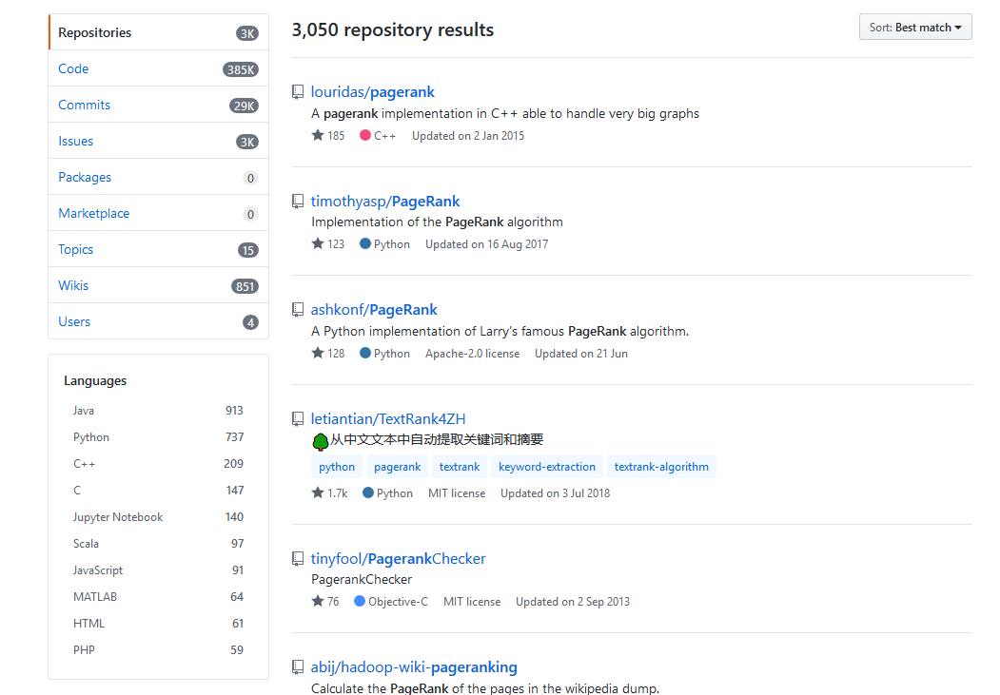 Repositories 3K
Code 385K
Commits 29K
Issues 3K
Packages 0
Marketplace 0
Topics 15
Wikis 851
Users 4
Languages
Java 913
Python 737
C++ 209
C 147
Jupyter Notebook 140
Scala 97
JavaScript 91
MATLAB 64
HTML 61
PHP 59
3,050 repository results
Sort: Best match
louridas/pagerank
A pagerank implementation in C++ able to handle very big graphs
185 C++ Updated on 2 Jan 2015
timothyasp/PageRank
Implementation of the PageRank algorithm
123 Python Updated on 16 Aug 2017
ashkonf/PageRank
A Python implementation of Larry's famous PageRank algorithm.
128 Python Apache-2.0 license Updated on 21 Jun
letiantian/TextRank4ZH
从中文文本中自动提取关键词和摘要
python pagerank textrank keyword-extraction textrank-algorithm
1.7k Python MIT license Updated on 3 Jul 2018
tinyfool/PagerankChecker
PagerankChecker
76 Objective-C MIT license Updated on 2 Sep 2013
abij/hadoop-wiki-pageranking
Calculate the PageRank of the pages in the wikipedia dump.